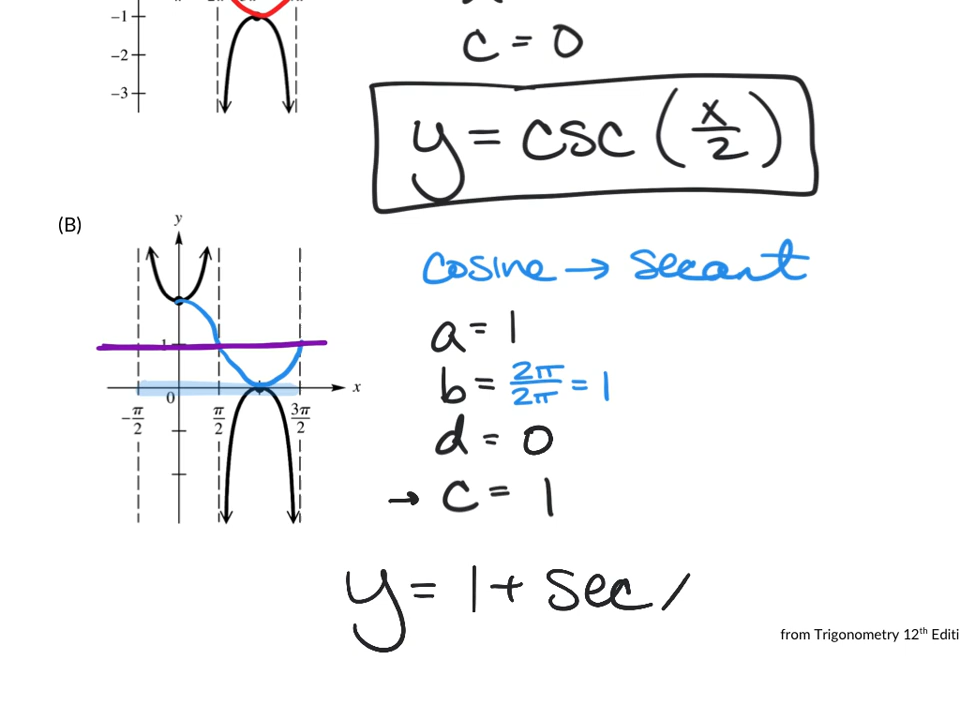 -1
-2
-3
c = 0
y = csc (x/2)
(B)
y
cosine → secant
a = 1
1
b = 2π/2π = 1
x
0
-π/2 π/2 3π/2
d = 0
→ c = 1
y = 1 + sec
from Trigonometry 12th Editi